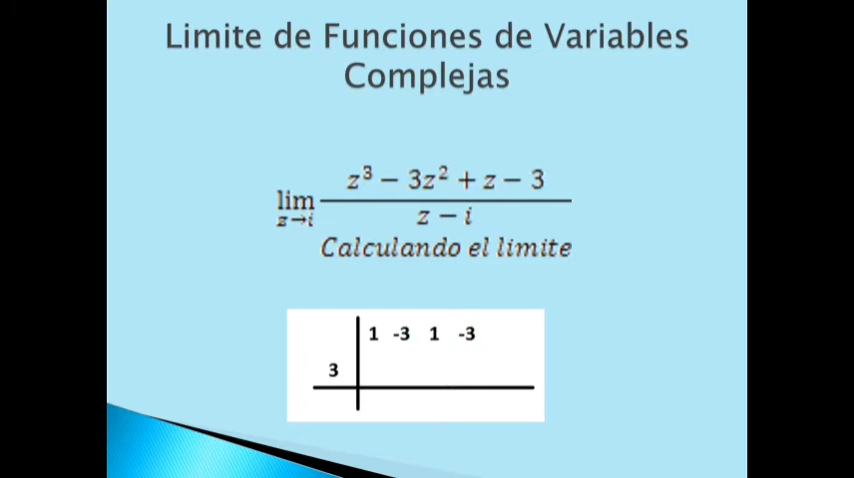 Limite de Funciones de Variables
Complejas
z³ − 3z² + z − 3
lim
z − i
z→i
Calculando el limite
1 -3 1 -3
3